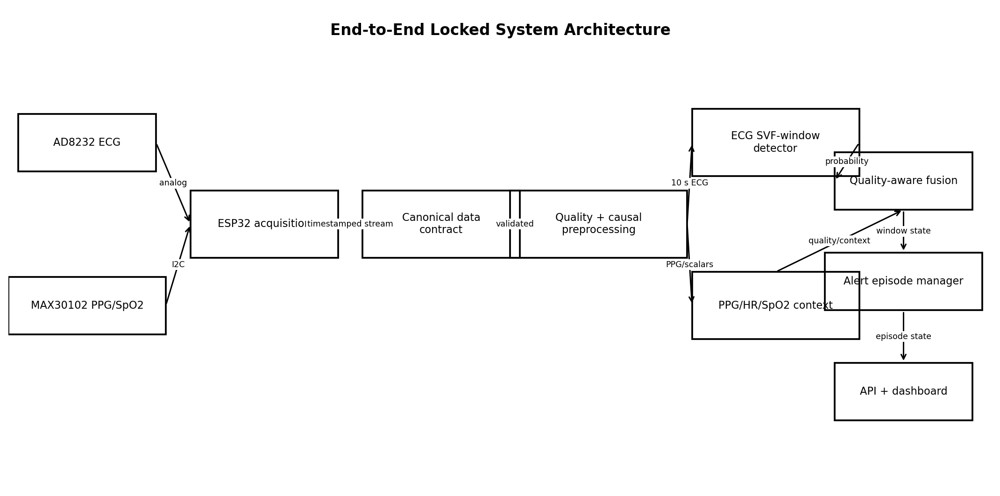 End-to-End Locked System Architecture
AD8232 ECG
analog
MAX30102 PPG/SpO2
I2C
ESP32 acquisition
timestamped stream
Canonical data
contract
validated
Quality + causal
preprocessing
10 s ECG
PPG/scalars
ECG SVF-window
detector
probability
Quality-aware fusion
quality/context
window state
PPG/HR/SpO2 context
Alert episode manager
episode state
API + dashboard